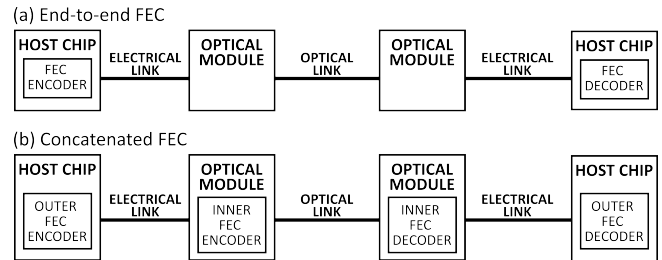 (a) End-to-end FEC
HOST CHIP
FEC
ENCODER
ELECTRICAL
LINK
OPTICAL
MODULE
OPTICAL
LINK
OPTICAL
MODULE
ELECTRICAL
LINK
HOST CHIP
FEC
DECODER
(b) Concatenated FEC
HOST CHIP
OUTER
FEC
ENCODER
ELECTRICAL
LINK
OPTICAL
MODULE
INNER
FEC
ENCODER
OPTICAL
LINK
OPTICAL
MODULE
INNER
FEC
DECODER
ELECTRICAL
LINK
HOST CHIP
OUTER
FEC
DECODER